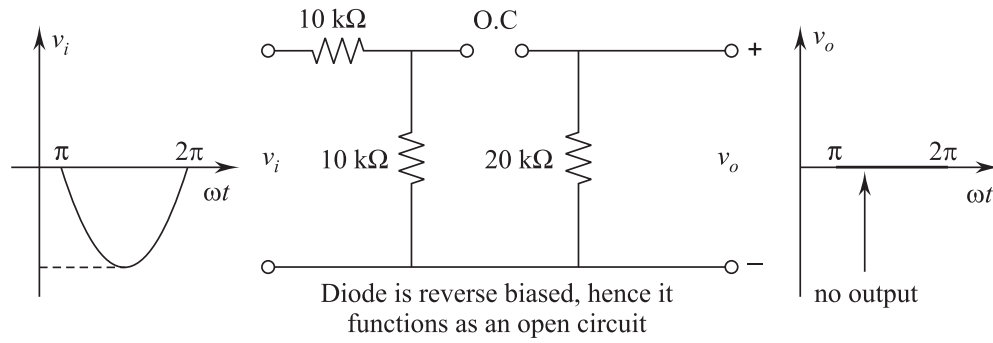 10 kΩ
O.C
v_i
π
2π
ωt
v_i
10 kΩ
20 kΩ
+
v_o
−
v_o
π
2π
ωt
no output
Diode is reverse biased, hence it
functions as an open circuit